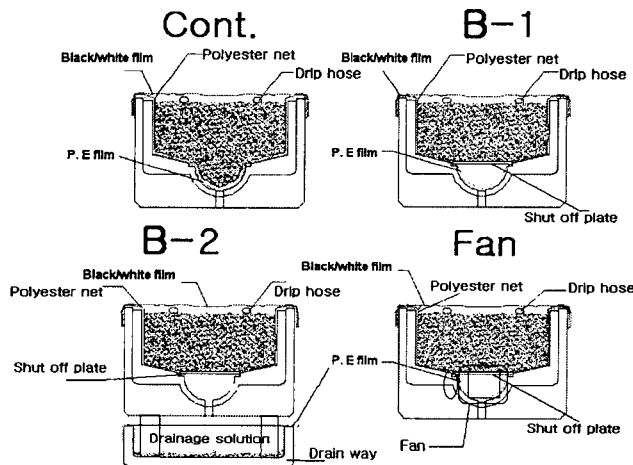 Cont.
Black/white film
Polyester net
Drip hose
P. E film
B-1
Black/white film
Polyester net
Drip hose
P. E film
Shut off plate
B-2
Black/white film
Polyester net
Drip hose
Shut off plate
Drainage solution
Drain way
Fan
Black/white film
Polyester net
Drip hose
P. E film
Shut off plate
Fan